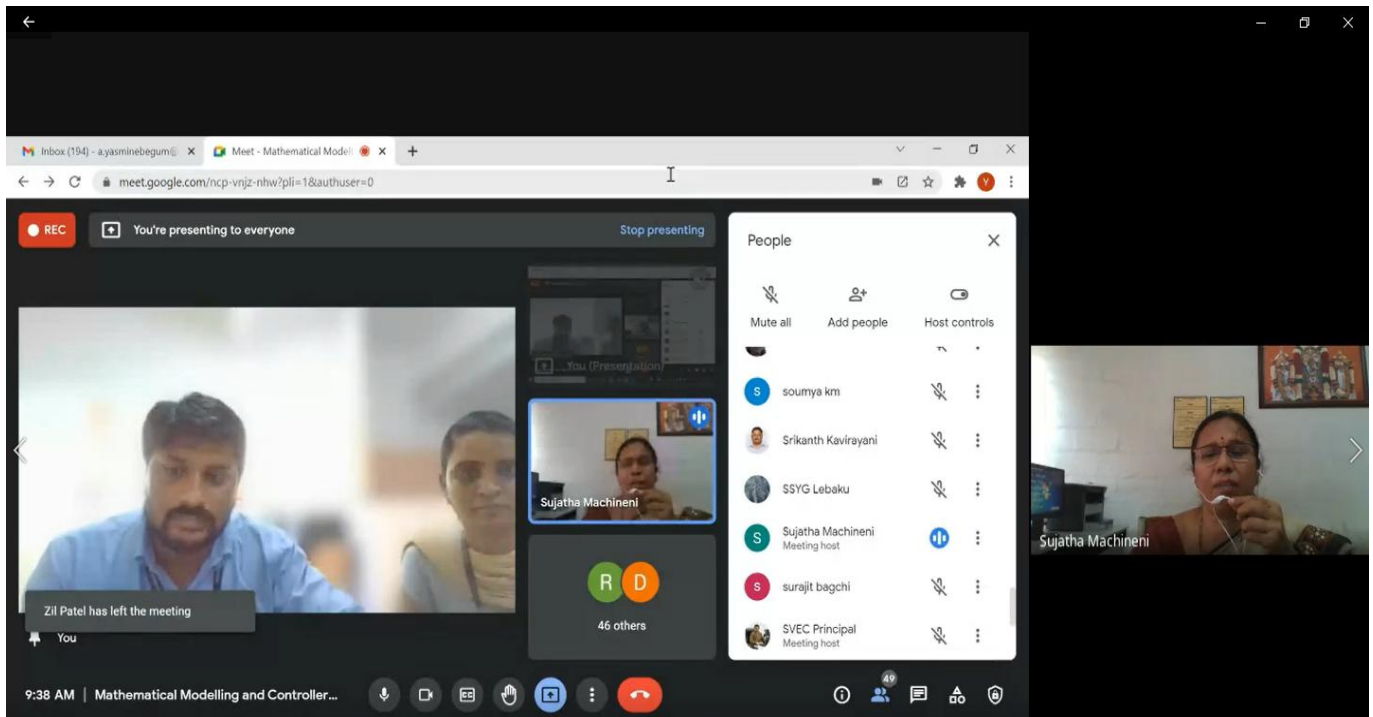 Inbox (194) - a.yasminebegum@
Meet - Mathematical Model
meet.google.com/ncp-vnjz-nhw?pli=1&authuser=0
REC
You're presenting to everyone
Stop presenting
People
Mute all
Add people
Host controls
You (Presentation)
soumya km
Srikanth Kavirayani
SSYG Lebaku
Sujatha Machineni
Sujatha Machineni
Meeting host
Sujatha Machineni
S
S
S
Y
surajit bagchi
R D
46 others
Zil Patel has left the meeting
You
SVEC Principal
Meeting host
9:38 AM | Mathematical Modelling and Controller...
49